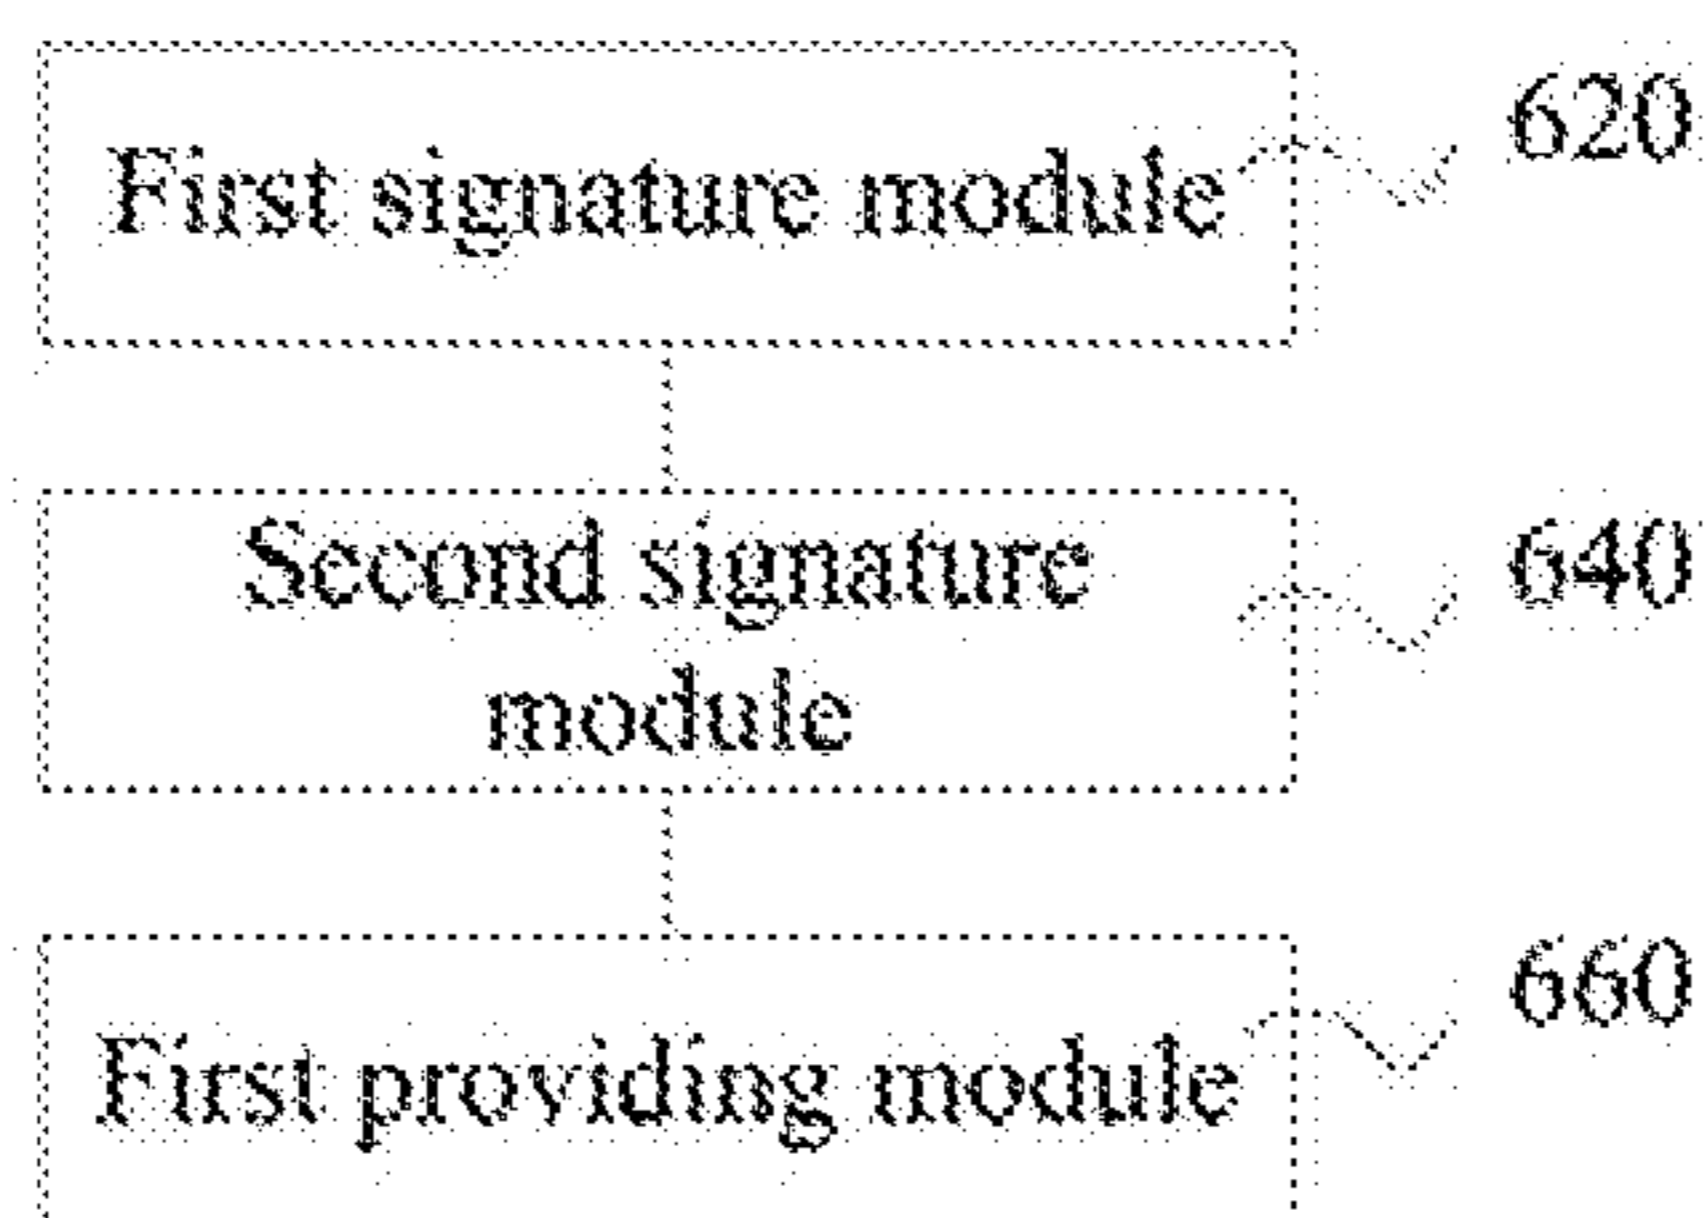 First signature module
620
Second signature
module
640
First providing module
660